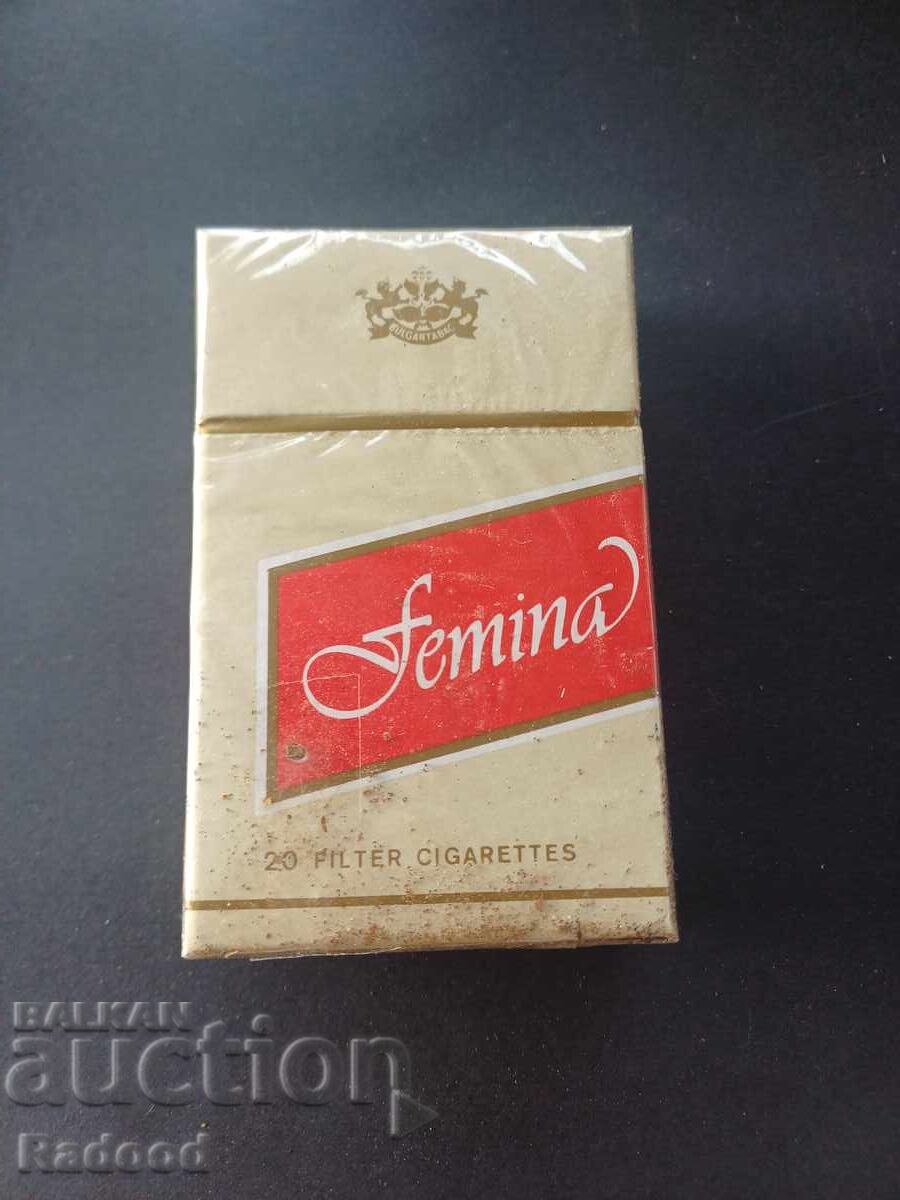 BULGARTABAC
Femina
20 FILTER CIGARETTES
BALKAN
auction
Radood